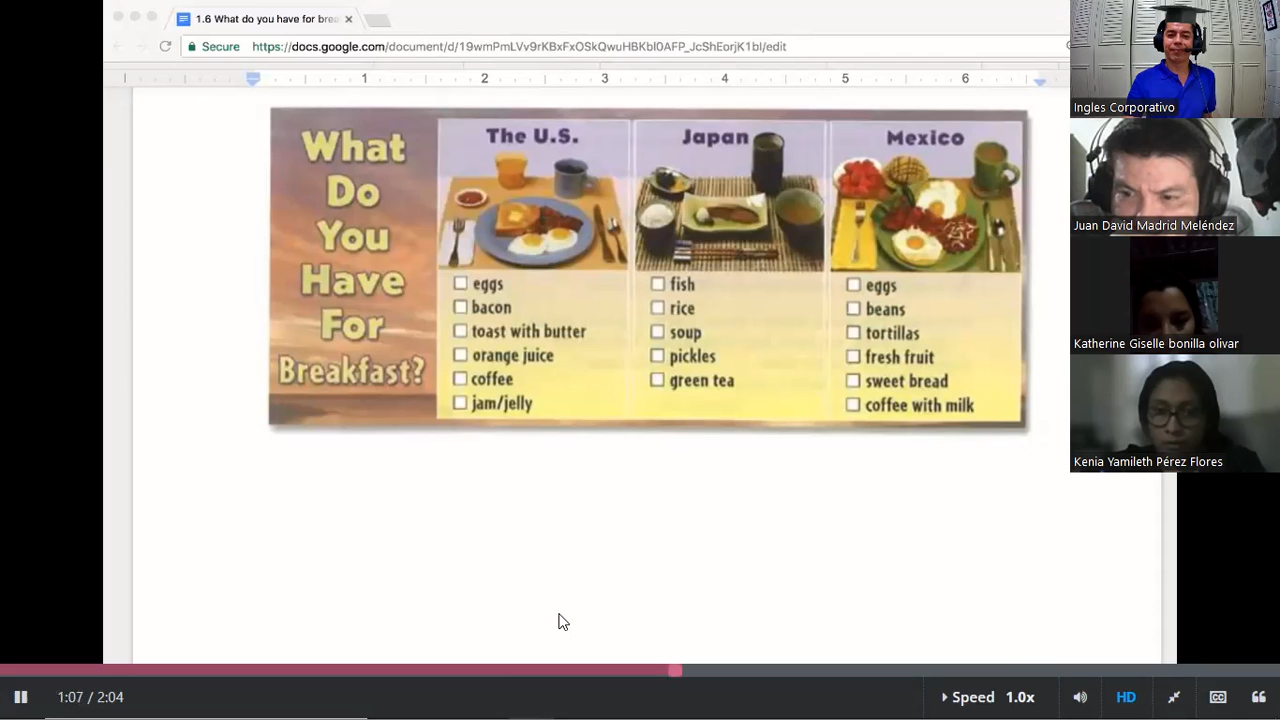 1.6 What do you have for brea
Secure
https://docs.google.com/document/d/19wmPmLVv9rKBxFxOSkQwuHBKbI0AFP_JcShEorjK1bI/edit
1 2 3 4 5 6
What
Do
You
Have
For
Breakfast?
The U.S.
eggs
bacon
toast with butter
orange juice
coffee
jam/jelly
Japan
fish
rice
soup
pickles
green tea
Mexico
eggs
beans
tortillas
fresh fruit
sweet bread
coffee with milk
Ingles Corporativo
Juan David Madrid Meléndez
Katherine Giselle bonilla olivar
Kenia Yamileth Pérez Flores
1:07 / 2:04
Speed 1.0x
HD
CC